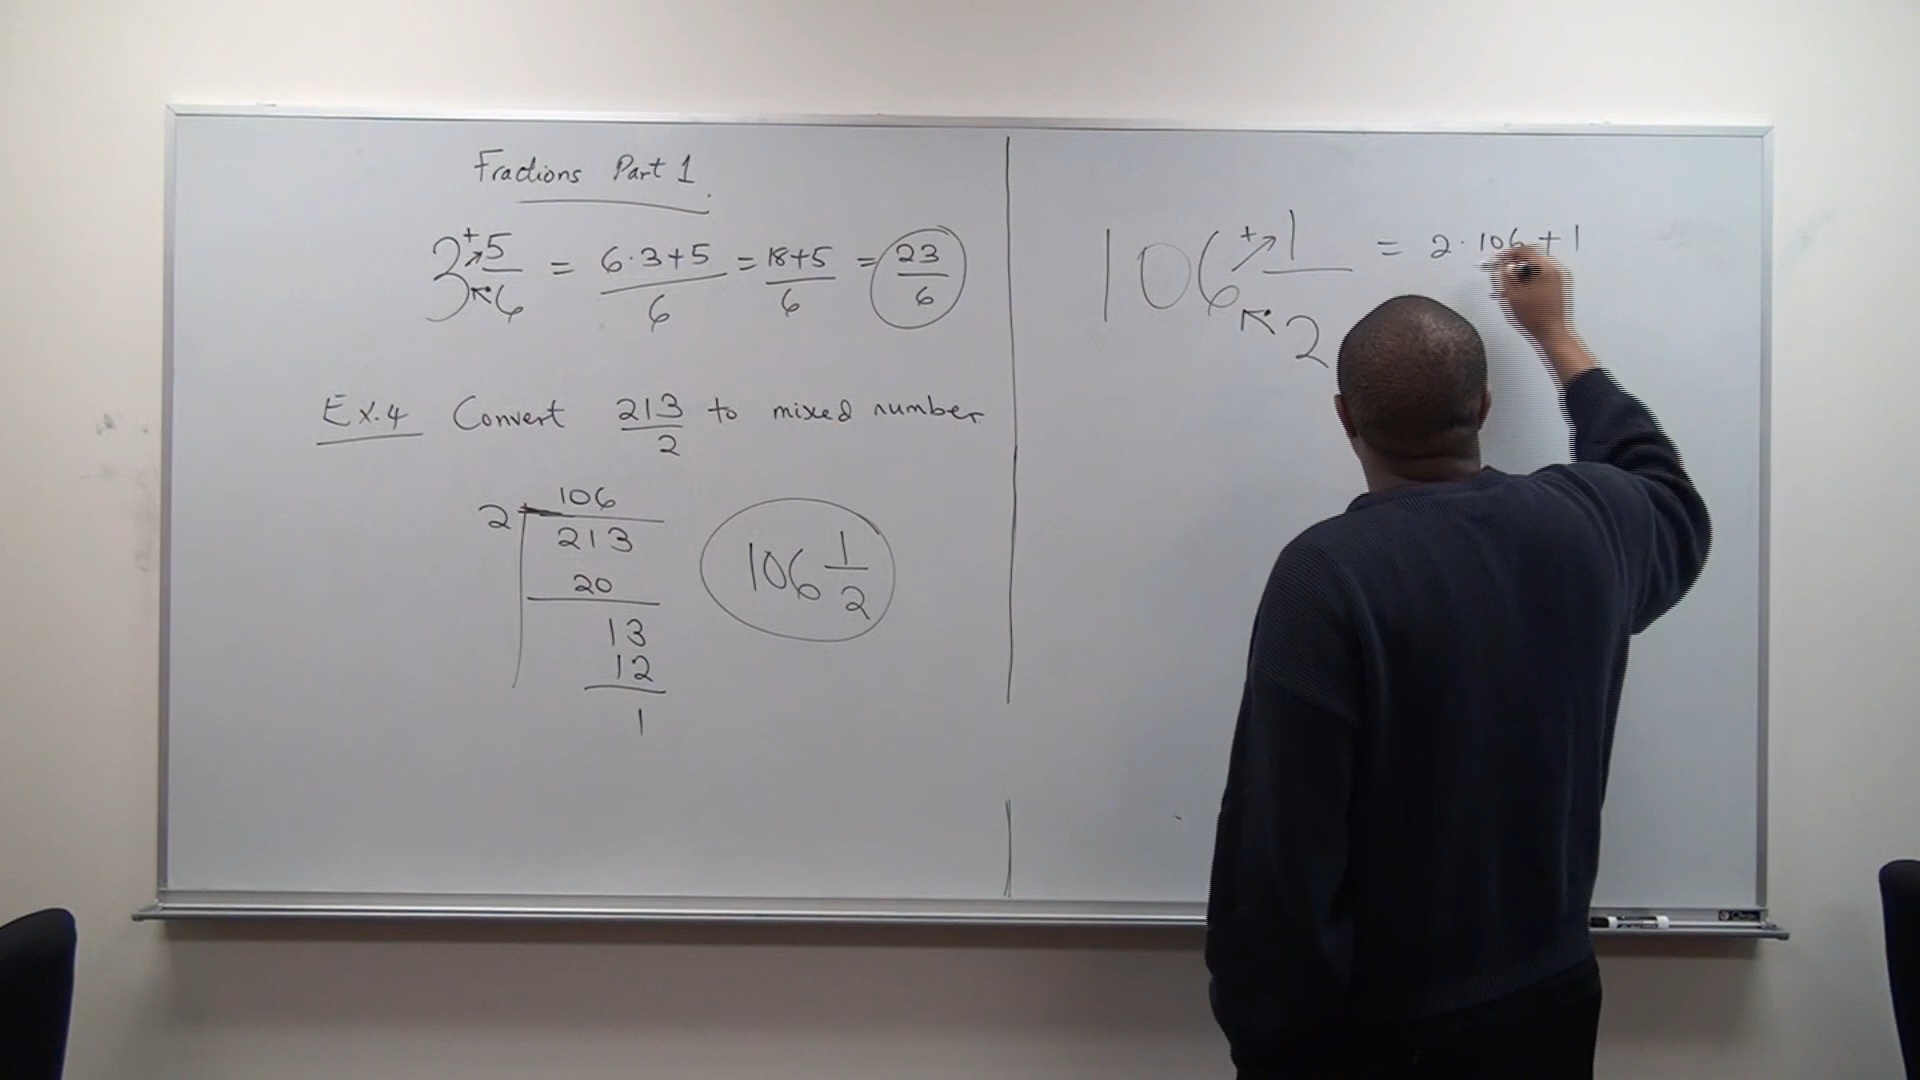 Fractions Part 1
3 5/6 = 6·3+5/6 = 18+5/6 = 23/6
Ex.4 Convert 213/2 to mixed number
106
2 213
20
13
12
1
106 1/2
106 1/2 = 2·106+1